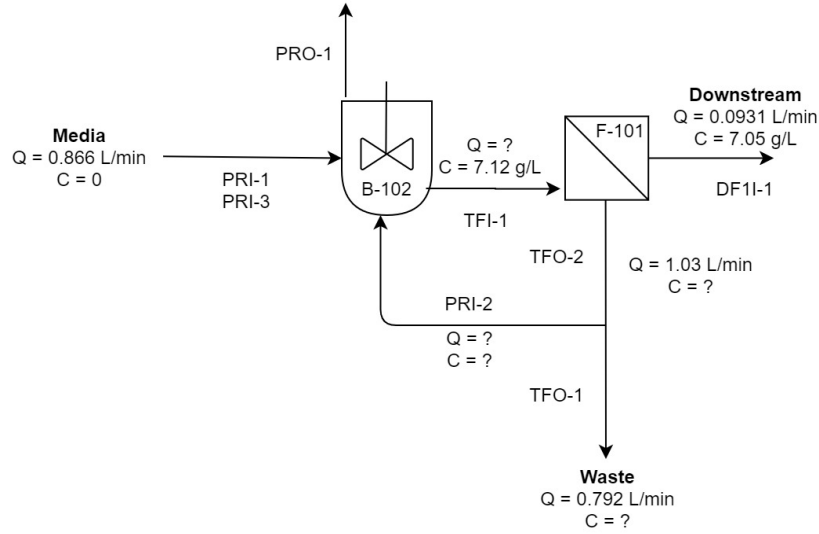 PRO-1
Media
Q = 0.866 L/min
C = 0
PRI-1
PRI-3
B-102
Q = ?
C = 7.12 g/L
TFI-1
F-101
Downstream
Q = 0.0931 L/min
C = 7.05 g/L
DF1I-1
TFO-2
Q = 1.03 L/min
C = ?
PRI-2
Q = ?
C = ?
TFO-1
Waste
Q = 0.792 L/min
C = ?